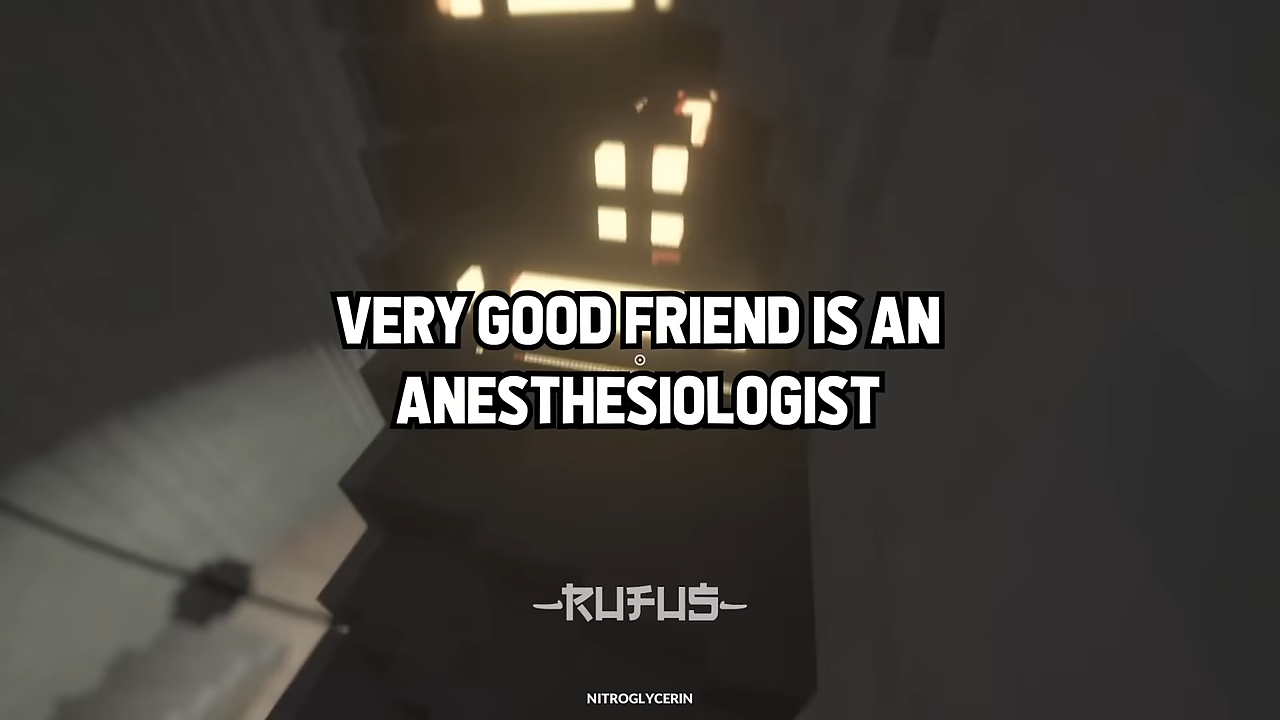 VERY GOOD FRIEND IS AN
ANESTHESIOLOGIST
RUFUS
NITROGLYCERIN